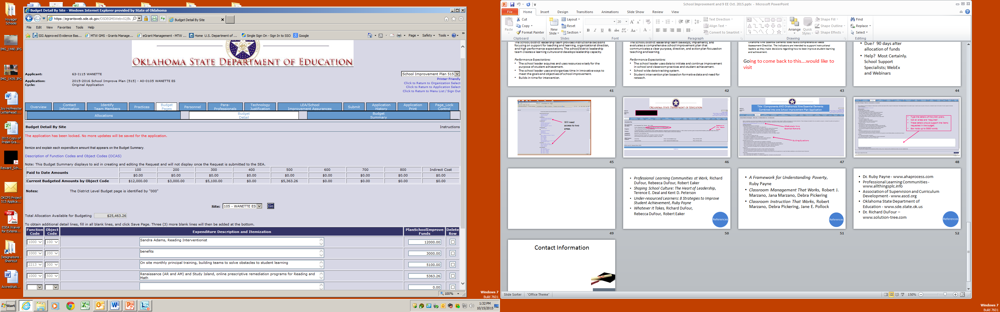 Voyager
Schools
IMG_1440.JPG
IMG_1439.JPG
Joy Hofmeister
Letterhead....
2015 Copy of
Prelim Gra...
Reward_Sch...
OKCPS Project
515 Applica...
ESEA Waiver
for Extensi...
Designations -
Shortcut
Accreditati...
Budget Detail By Site - Windows Internet Explorer provided by State of Oklahoma
https://egrantsweb.sde.ok.gov/OSDEGMSWebv02/Bu
Budget Detail By Site
File Edit View Favorites Tools Help
SIG Approved Evidence Bas... MTW GMS - Grants Manage... eGrant Management - MTW ... Home U.S. Department of ... Single Sign On - Sign In to SSO Google
Page Safety Tools
OKLAHOMA STATE DEPARTMENT OF EDUCATION
Applicant: 63-I115 WANETTE
School Improvement Plan 515
Application: 2015-2016 School Improve Plan (515) - A0-0105 WANETTE ES
Cycle: Original Application
Printer-Friendly
Click to Return to Organization Select
Click to Return to Application Select
Click to Return to Menu List / Sign Out
Overview
Contact
Information
Identify
Team Members
Practices
Budget
Pages
Personnel
Para-
Professionals
Technology
Justification
LEA/School
Improvement Assurances
Submit
Application
History
Application
Print
Page_Lock
Control
Allocations
Budget
Detail
Budget
Summary
Budget Detail By Site Instructions
The application has been locked. No more updates will be saved for the application.
Itemize and explain each expenditure amount that appears on the Budget Summary.
Description of Function Codes and Object Codes (OCAS)
Note: This Budget Summary displays to aid in creating and editing the Request and will not display once the Request is submitted to the SEA.
Paid to Date Amounts
100 200 300 400 500 600 700 800 Indirect Cost
$0.00 $0.00 $0.00 $0.00 $0.00 $0.00 $0.00 $0.00 $0.00
Current Budgeted Amounts by Object Code $12,000.00 $3,000.00 $5,100.00 $0.00 $5,363.26 $0.00 $0.00 $0.00 $0.00
Notes: The District Level Budget page is identified by "000"
Site: 105 - WANETTE ES Go
Total Allocation Available for Budgeting $25,463.26
To obtain additional detail lines, fill in all blank lines, and click Save Page. Three (3) more blank lines will then be added at the bottom.
Function
Code
Object
Code
Expenditure Description and Itemization
PlanSchoolImprove
Funds
Delete
Row
1000 100 Sandra Adams, Reading Interventionist 12000.00
1000 200 benefits 3000.00
2213 300 On site monthly principal training, building teams to solve obstacles to student learning 5100.00
1000 500 Renaissance (AR and AM) and Study Island, online prescriptive remediation programs for Reading and
Math 5363.26
0.00
100%
Windows 7
Build 7601
Start
1:32 PM
10/15/2015
School Improvement and 9 EE Oct. 2015.pptx - Microsoft PowerPoint
File Home Insert Design Transitions Animations Slide Show Review View
Paste
Cut
Copy
Format Painter
Clipboard
New
Slide
Layout
Reset
Section
Slides
20
Font
Text Direction
Align Text
Convert to SmartArt
Paragraph
Arrange
Quick
Styles
Shape Fill
Shape Outline
Shape Effects
Drawing
Find
Replace
Select
Editing
The school/district leadership team provides instructional decisions
focusing on support for teaching and learning, organizational direction,
and high performance expectations. The school/district leadership
team creates a learning culture and develops leadership capacity.
Performance Expectations:
• The school leader acquires and uses resources wisely for the
purpose of student achievement.
• The school leader uses and organizes time in innovative ways to
meet the goals and objectives of school improvement.
• Builds in time for intervention.
41
The school/district leadership team develops, implements, and
evaluates a comprehensive school improvement plan that
communicates a clear purpose, direction, and action plan focused on
teaching and learning.
Performance Expectations:
• The school leader uses data to initiate and continue improvement
in school and classroom practices and student achievement.
• School wide data tracking system.
• Student intervention plan based on formative data and need for
reteach.
42
Oklahoma Nine Essential Elements does have a comprehensive Needs
Assessment Checklist. The indicators are intended to support instructional
leaders as they make decisions regarding how to best improve student learning
and achievement.
Going to come back to this....would like to
visit
43
• Due? 90 days after
allocation of funds
• Help? Most Certainly.
School Support
Specialists; WebEx
and Webinars
44
Will need
access to two
areas.
45
OKLAHOMA STATE DEPARTMENT OF EDUCATION
46
Title I Components AND Oklahoma's Nine Essential Elements
Combined into one School Improvement Plan Application
Oklahoma's Nine
Essential Elements
Guiding Questions
47
• Type the details of the site's plans.
• Not all areas are "required".
• These details should support the items
requested in the budget.
• Box holds up to 5000 words.
48
49
• Professional Learning Communities at Work, Richard
DuFour, Rebecca DuFour, Robert Eaker
• Shaping School Culture: The Heart of Leadership,
Terence E. Deal and Kent D. Peterson
• Under-resourced Learners: 8 Strategies to Improve
Student Achievement, Ruby Payne
• Whatever It Takes, Richard DuFour,
Rebecca DuFour, Robert Eaker
References
50
• A Framework for Understanding Poverty,
Ruby Payne
• Classroom Management That Works, Robert J.
Marzano, Jana Marzano, Debra Pickering
• Classroom Instruction That Works, Robert
Marzano, Debra Pickering, Jane E. Pollock
References
51
• Dr. Ruby Payne - www.ahaprocess.com
• Professional Learning Communities -
www.allthingsplc.info
• Association of Supervision and Curriculum
Development - www.ascd.org
• Oklahoma State Department of
Education - www.sde.state.ok.us
• Dr. Richard DuFour –
www.solution-tree.com
References
52
Contact Information
Slide Sorter "Office Theme" 150%
Windows 7
Build 7601